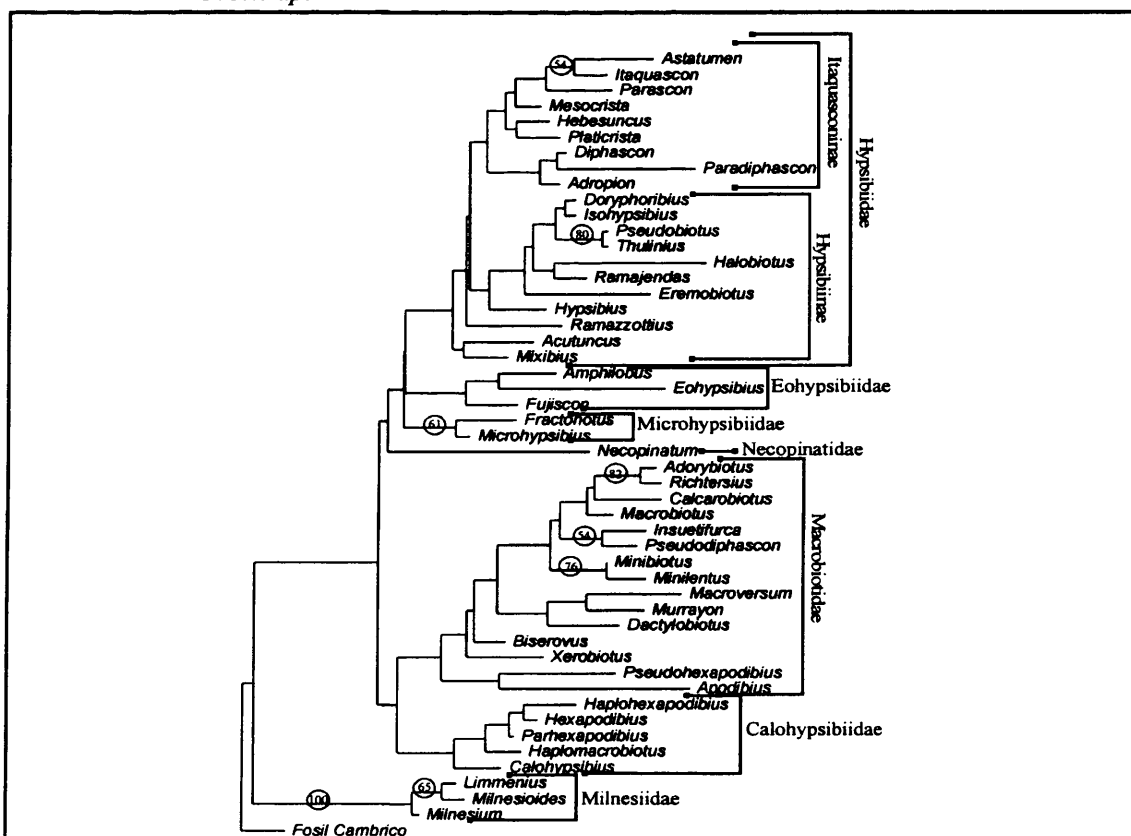 54
Astatumen
Itaquascon
Parascon
Mesocrista
Hebesuncus
Platicrista
Diphascon
Paradiphascon
Adropion
Itaquasconinae
Hypsibiidae
Doryphoribius
Isohypsibius
80
Pseudobiotus
Thulinius
Halobiotus
Ramajendas
Eremobiotus
Hypsibius
Ramazzottius
Acutuncus
Mixibius
Hypsibiinae
Amphilobus
Eohypsibius
Eohypsibiidae
Fujiscon
61
Fractonotus
Microhypsibius
Microhypsibiidae
Necopinatum
Necopinatidae
82
Adorybiotus
Richtersius
Calcarobiotus
Macrobiotus
54
Insuetifurca
Pseudodiphascon
76
Minibiotus
Minilentus
Macroversum
Murrayon
Dactylobiotus
Biserovus
Xerobiotus
Pseudohexapodibius
Apodibius
Macrobiotidae
Haplohexapodibius
Hexapodibius
Parhexapodibius
Haplomacrobiotus
Calohypsibius
Calohypsibiidae
100
65
Limmenius
Milnesioides
Milnesium
Milnesiidae
Fosil Cambrico